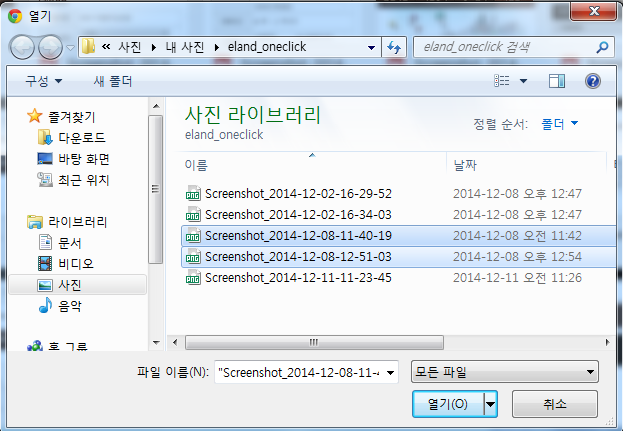 열기
« 사진 내 사진 eland_oneclick
eland_oneclick 검색
구성 새 폴더
즐겨찾기
다운로드
바탕 화면
최근 위치
라이브러리
문서
비디오
사진
음악
홈 그룹
사진 라이브러리
eland_oneclick
정렬 순서: 폴더
이름 날짜
Screenshot_2014-12-02-16-29-52 2014-12-08 오후 12:47
Screenshot_2014-12-02-16-34-03 2014-12-08 오후 12:47
Screenshot_2014-12-08-11-40-19 2014-12-08 오전 11:42
Screenshot_2014-12-08-12-51-03 2014-12-08 오후 12:54
Screenshot_2014-12-11-11-23-45 2014-12-11 오전 11:26
파일 이름(N): "Screenshot_2014-12-08-11-4 모든 파일
열기(O) 취소